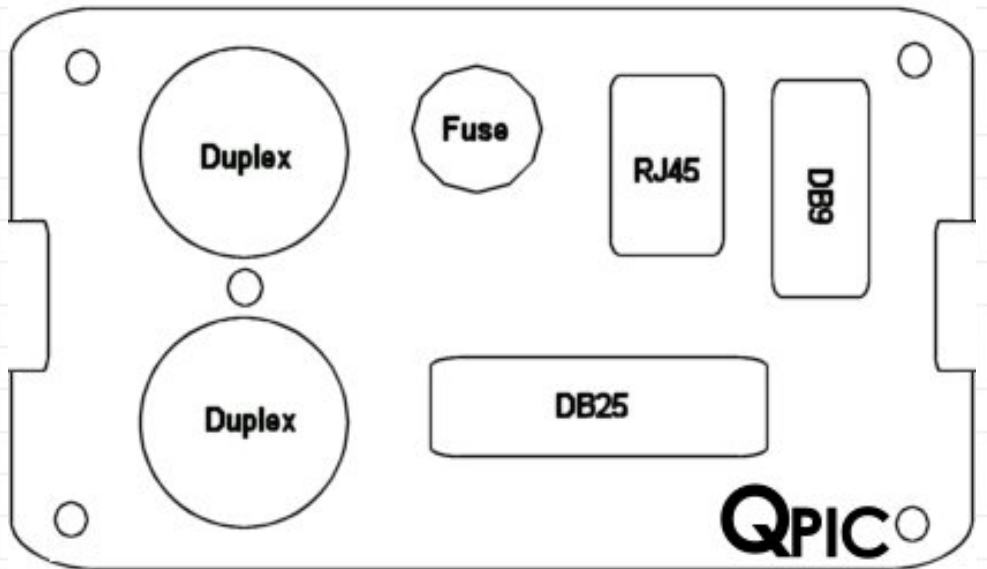 Duplex
Fuse
RJ45
DB9
Duplex
DB25
QPIC